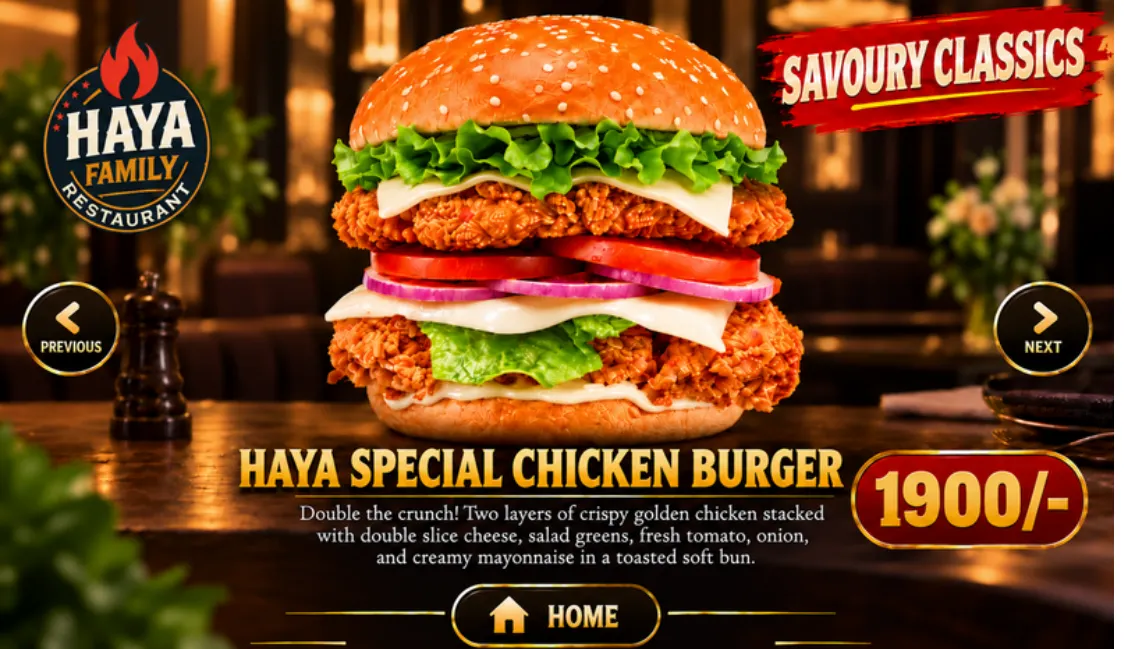 HAYA
FAMILY
RESTAURANT
SAVOURY CLASSICS
PREVIOUS
NEXT
HAYA SPECIAL CHICKEN BURGER
1900/-
Double the crunch! Two layers of crispy golden chicken stacked
with double slice cheese, salad greens, fresh tomato, onion,
and creamy mayonnaise in a toasted soft bun.
HOME